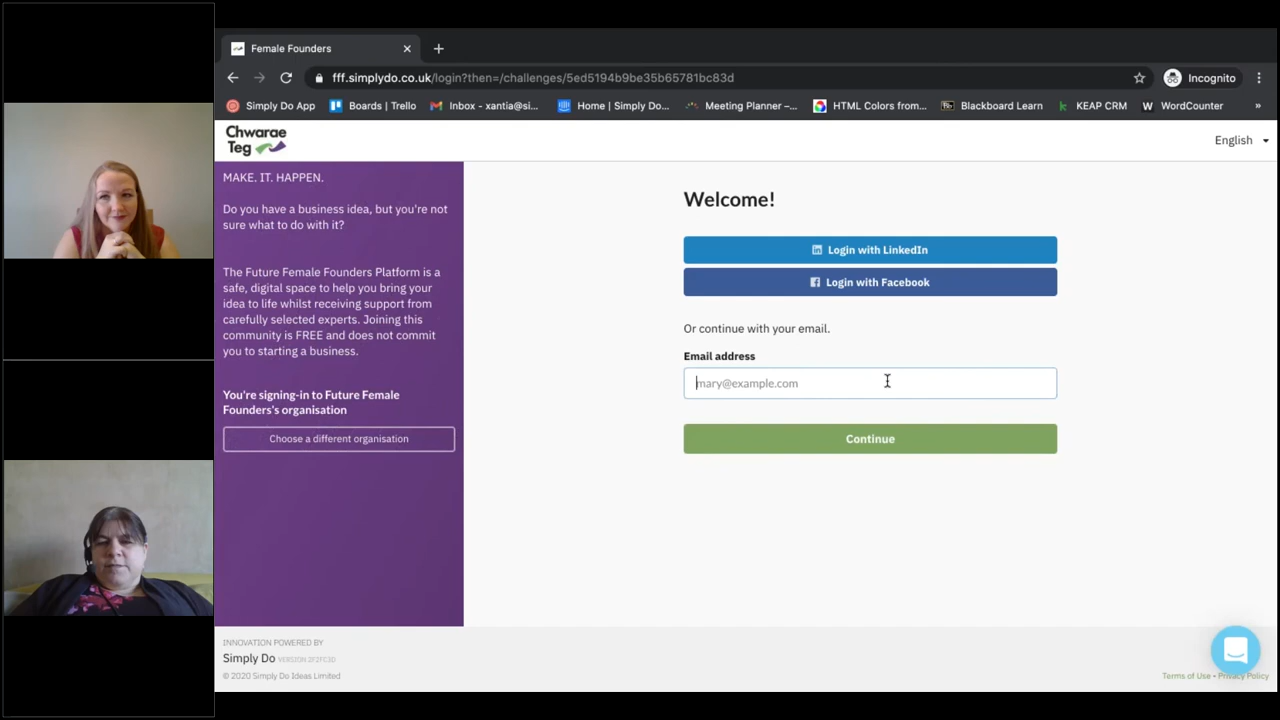 Female Founders
fff.simplydo.co.uk/login?then=/challenges/5ed5194b9be35b65781bc83d
Incognito
Simply Do App
Boards | Trello
Inbox - xantia@si...
Home | Simply Do...
Meeting Planner –...
HTML Colors from...
Blackboard Learn
KEAP CRM
WordCounter
»
Chwarae
Teg
English
MAKE. IT. HAPPEN.
Do you have a business idea, but you're not
sure what to do with it?
The Future Female Founders Platform is a
safe, digital space to help you bring your
idea to life whilst receiving support from
carefully selected experts. Joining this
community is FREE and does not commit
you to starting a business.
You're signing-in to Future Female
Founders's organisation
Choose a different organisation
Welcome!
Login with LinkedIn
Login with Facebook
Or continue with your email.
Email address
mary@example.com
Continue
INNOVATION POWERED BY
Simply Do
© 2020 Simply Do Ideas Limited
Terms of Use • Privacy Policy